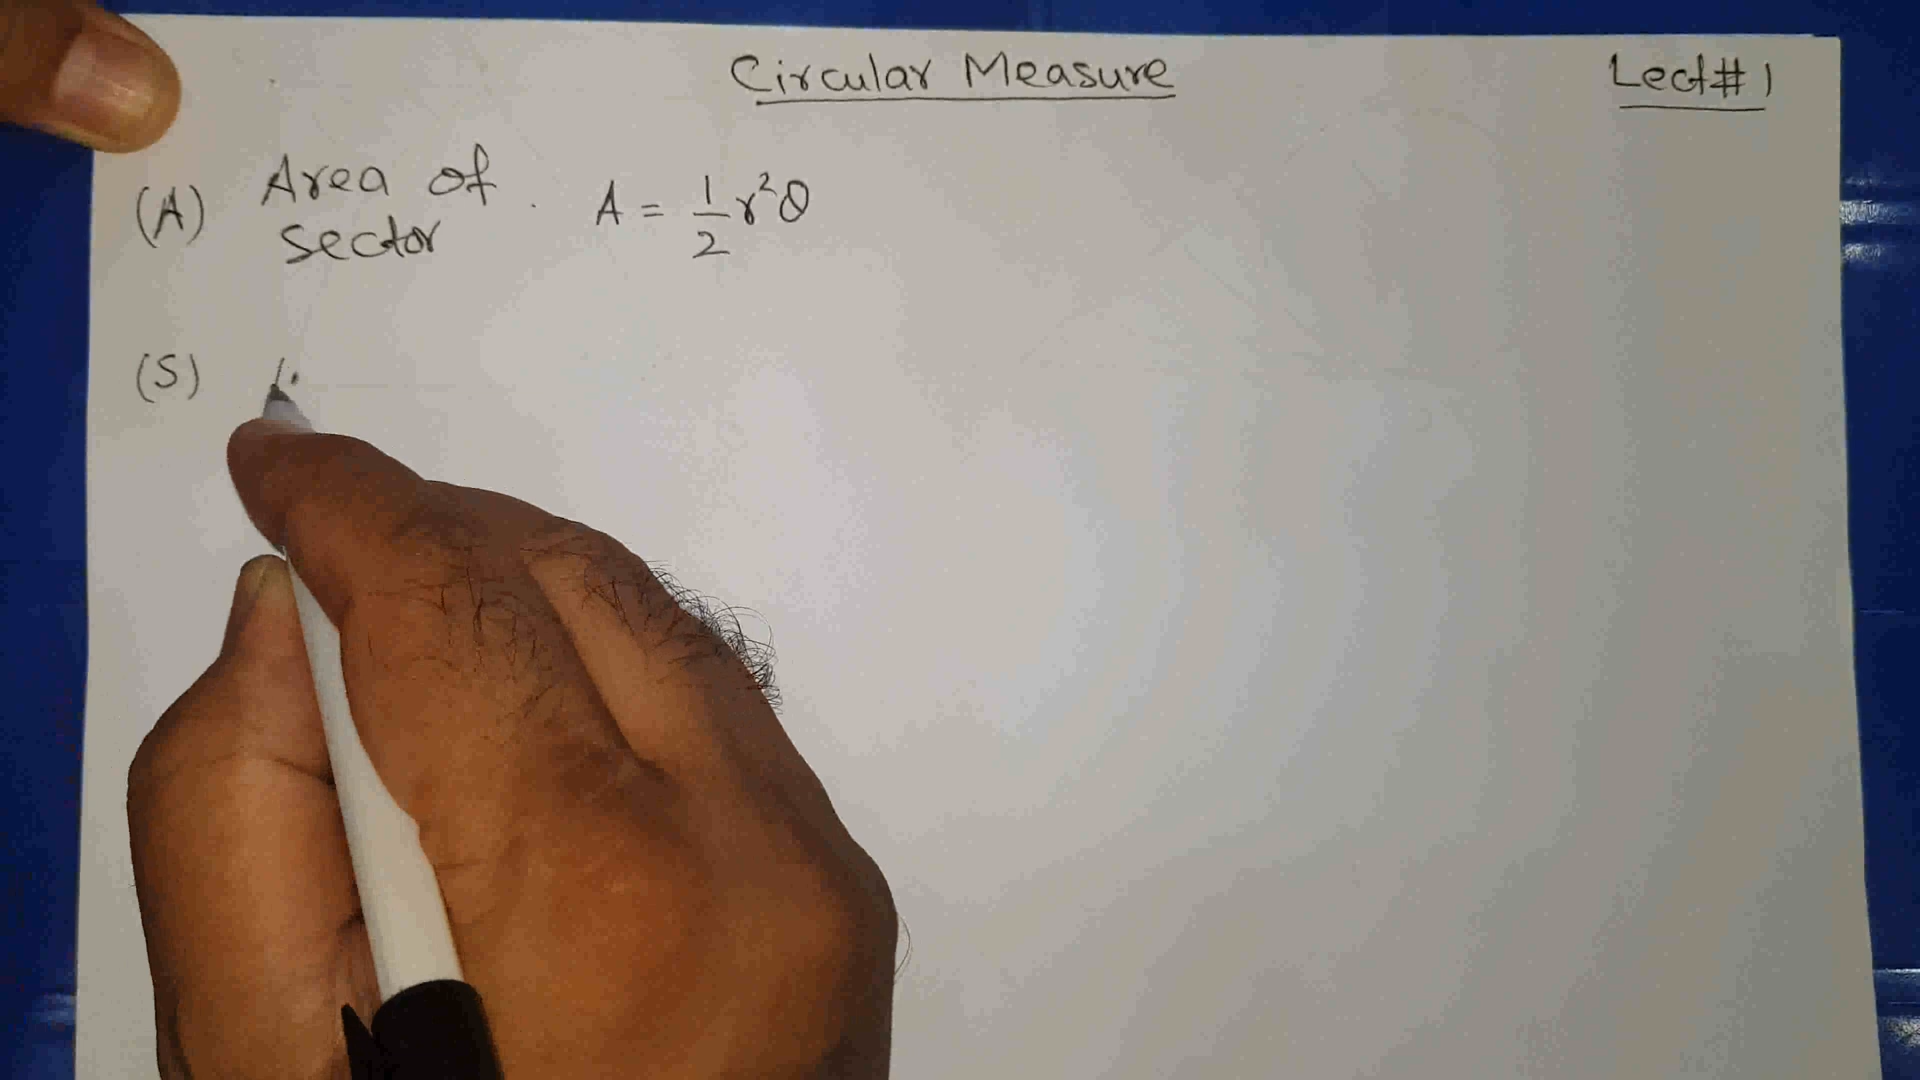 Circular Measure
Lect# 1
(A) Area of sector. A = 1/2 r²θ
(S)